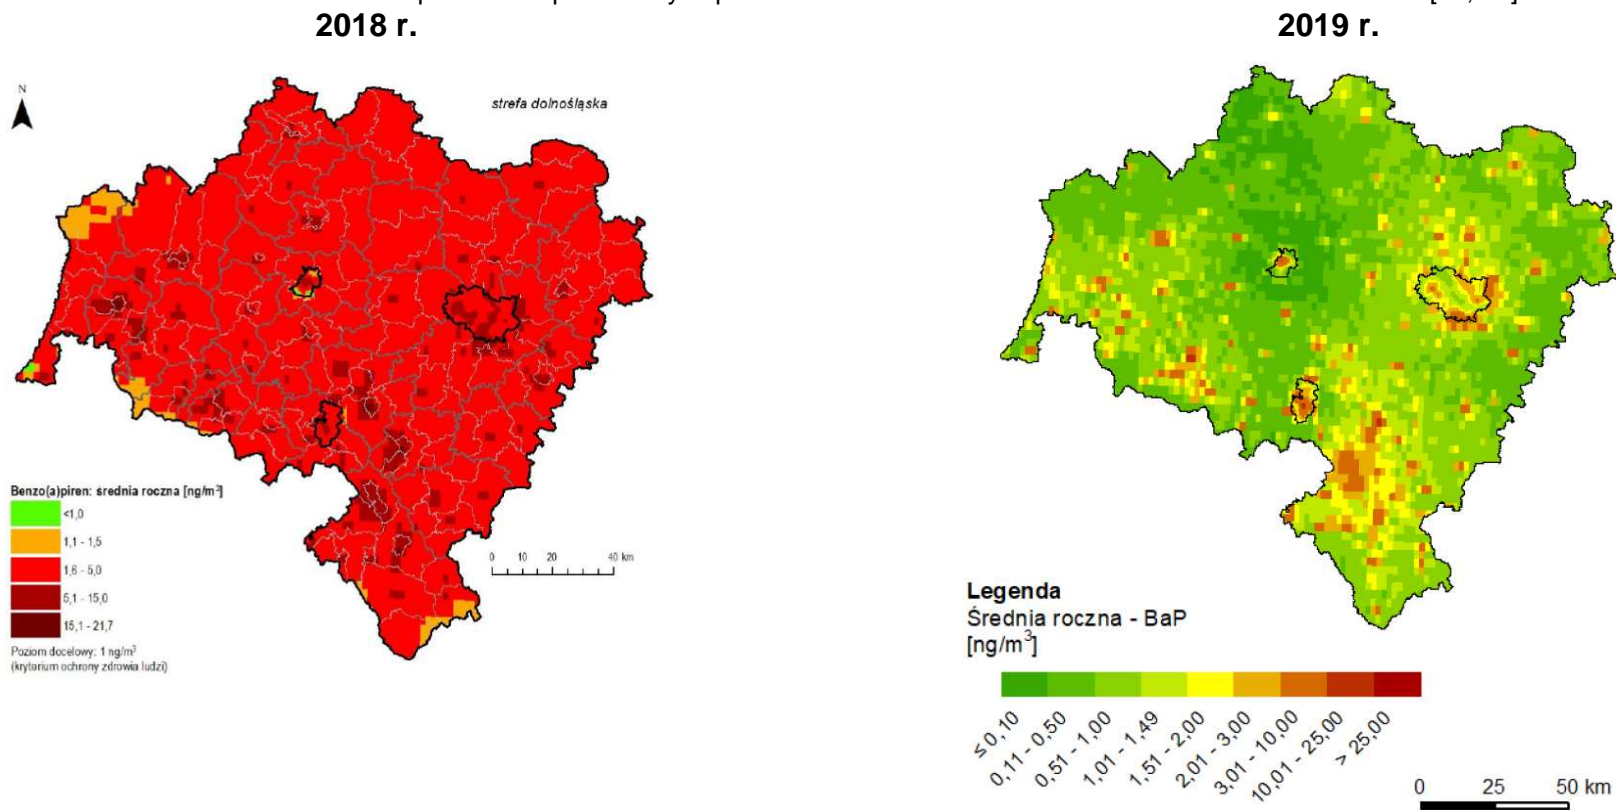 2018 r.
2019 r.
N
strefa dolnośląska
Benzo(a)piren: średnia roczna [ng/m³]
<1,0
1,1 - 1,5
1,6 - 5,0
5,1 - 15,0
15,1 - 21,7
Poziom docelowy: 1 ng/m³
(kryterium ochrony zdrowia ludzi)
0 10 20 40 km
Legenda
Średnia roczna - BaP
[ng/m³]
≤ 0,10
0,11 - 0,50
0,51 - 1,00
1,01 - 1,49
1,51 - 2,00
2,01 - 3,00
3,01 - 10,00
10,01 - 25,00
> 25,00
0 25 50 km